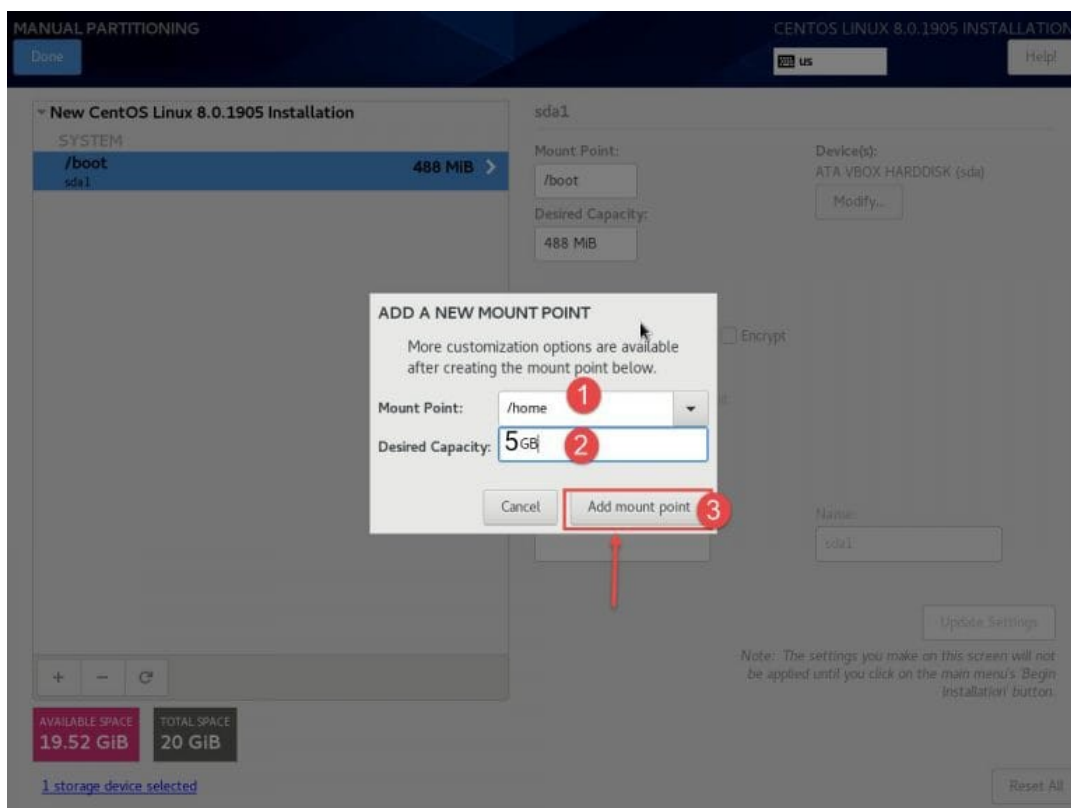 MANUAL PARTITIONING
CENTOS LINUX 8.0.1905 INSTALLATION
Done
us
Help!
New CentOS Linux 8.0.1905 Installation
SYSTEM
/boot
488 MiB
sda1
sda1
Mount Point:
/boot
Device(s):
ATA VBOX HARDDISK (sda)
Modify...
Desired Capacity:
488 MiB
Encrypt
ADD A NEW MOUNT POINT
More customization options are available
after creating the mount point below.
Mount Point:
/home
1
Desired Capacity:
5GB
2
Cancel
Add mount point
3
Name:
sda1
Update Settings
Note: The settings you make on this screen will not
be applied until you click on the main menu's 'Begin
Installation' button.
+ −
AVAILABLE SPACE
19.52 GiB
TOTAL SPACE
20 GiB
1 storage device selected
Reset All